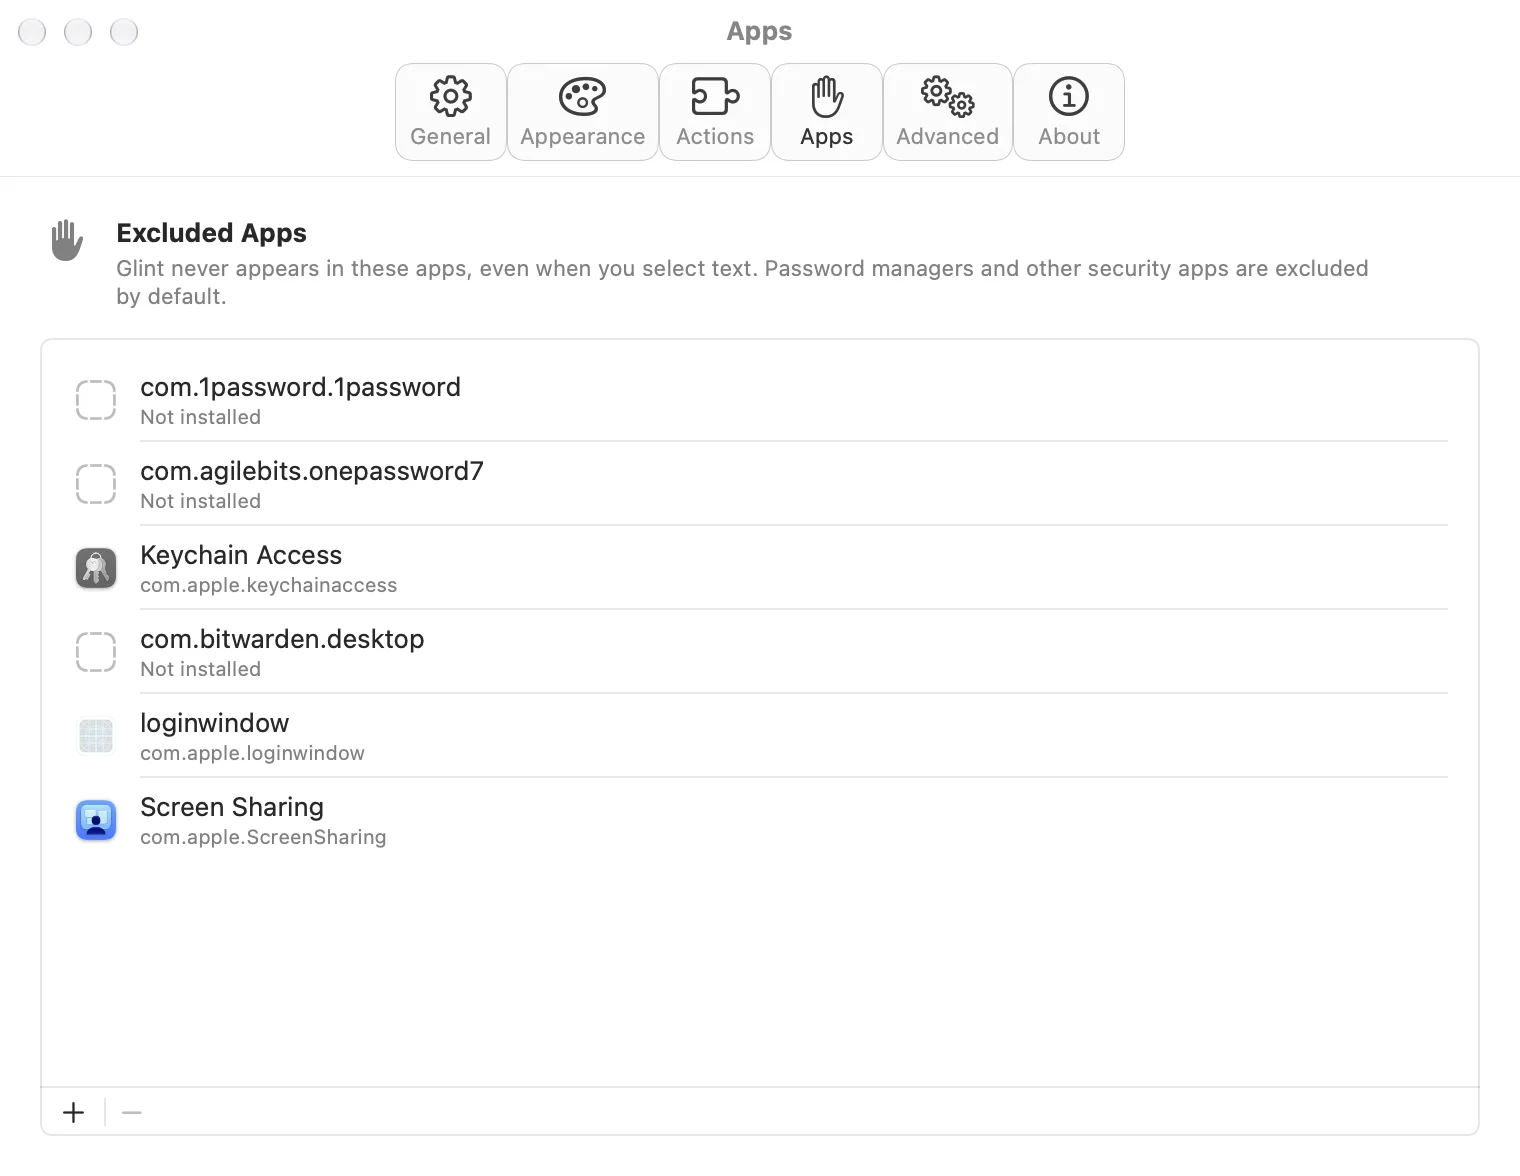 Apps
General
Appearance
Actions
Apps
Advanced
About
Excluded Apps
Glint never appears in these apps, even when you select text. Password managers and other security apps are excluded
by default.
com.1password.1password
Not installed
com.agilebits.onepassword7
Not installed
Keychain Access
com.apple.keychainaccess
com.bitwarden.desktop
Not installed
loginwindow
com.apple.loginwindow
Screen Sharing
com.apple.ScreenSharing